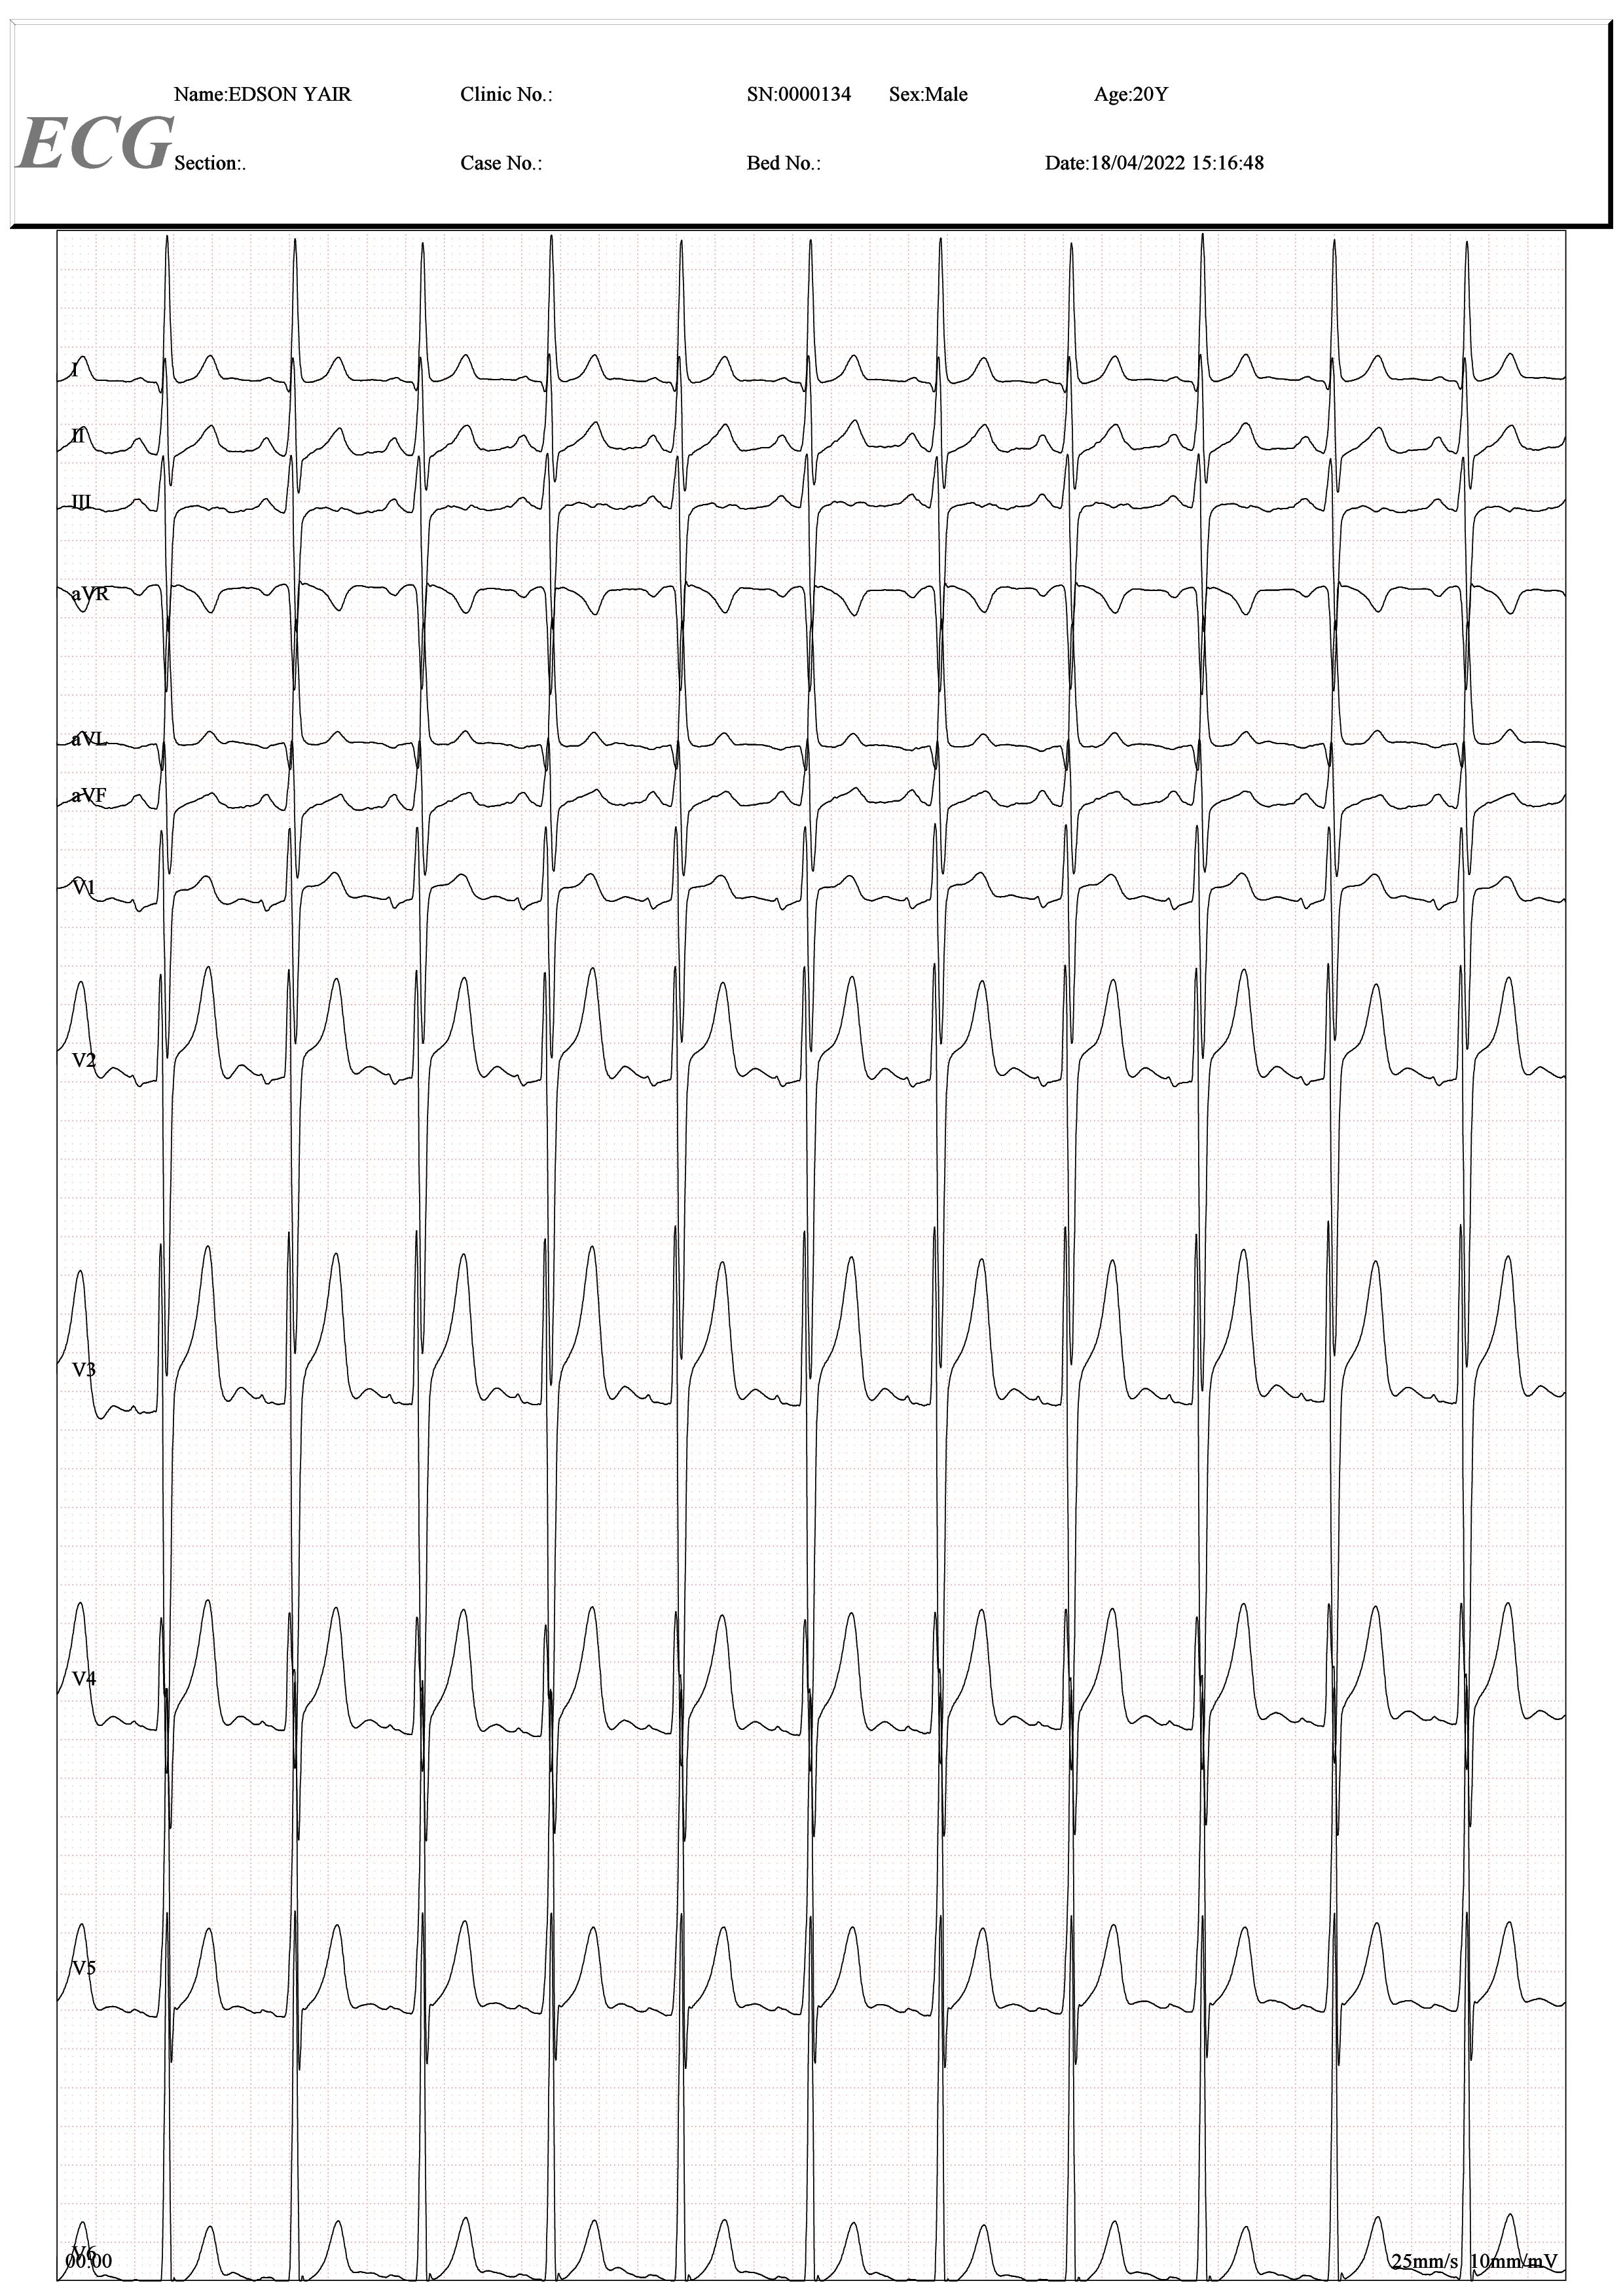 Name:EDSON YAIR Clinic No.: SN:0000134 Sex:Male Age:20Y
ECG
Section:. Case No.: Bed No.: Date:18/04/2022 15:16:48
I
II
III
aVR
aVL
aVF
V1
V2
V3
V4
V5
V6
00:00 25mm/s 10mm/mV